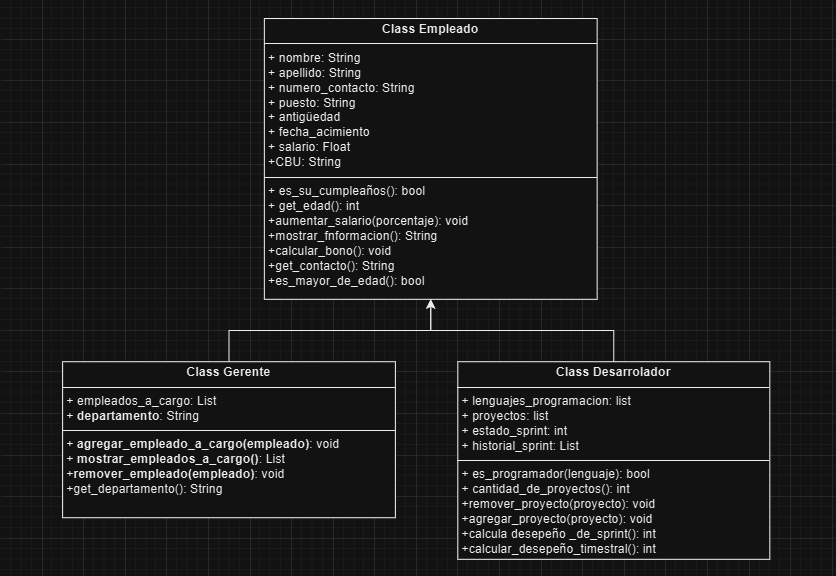 Class Empleado
+ nombre: String
+ apellido: String
+ numero_contacto: String
+ puesto: String
+ antigüedad
+ fecha_acimiento
+ salario: Float
+CBU: String
+ es_su_cumpleaños(): bool
+ get_edad(): int
+aumentar_salario(porcentaje): void
+mostrar_fnformacion(): String
+calcular_bono(): void
+get_contacto(): String
+es_mayor_de_edad(): bool
Class Gerente
+ empleados_a_cargo: List
+ departamento: String
+ agregar_empleado_a_cargo(empleado): void
+ mostrar_empleados_a_cargo(): List
+remover_empleado(empleado): void
+get_departamento(): String
Class Desarrolador
+ lenguajes_programacion: list
+ proyectos: list
+ estado_sprint: int
+ historial_sprint: List
+ es_programador(lenguaje): bool
+ cantidad_de_proyectos(): int
+remover_proyecto(proyecto): void
+agregar_proyecto(proyecto): void
+calcula desepeño _de_sprint(): int
+calcular_desepeño_timestral(): int